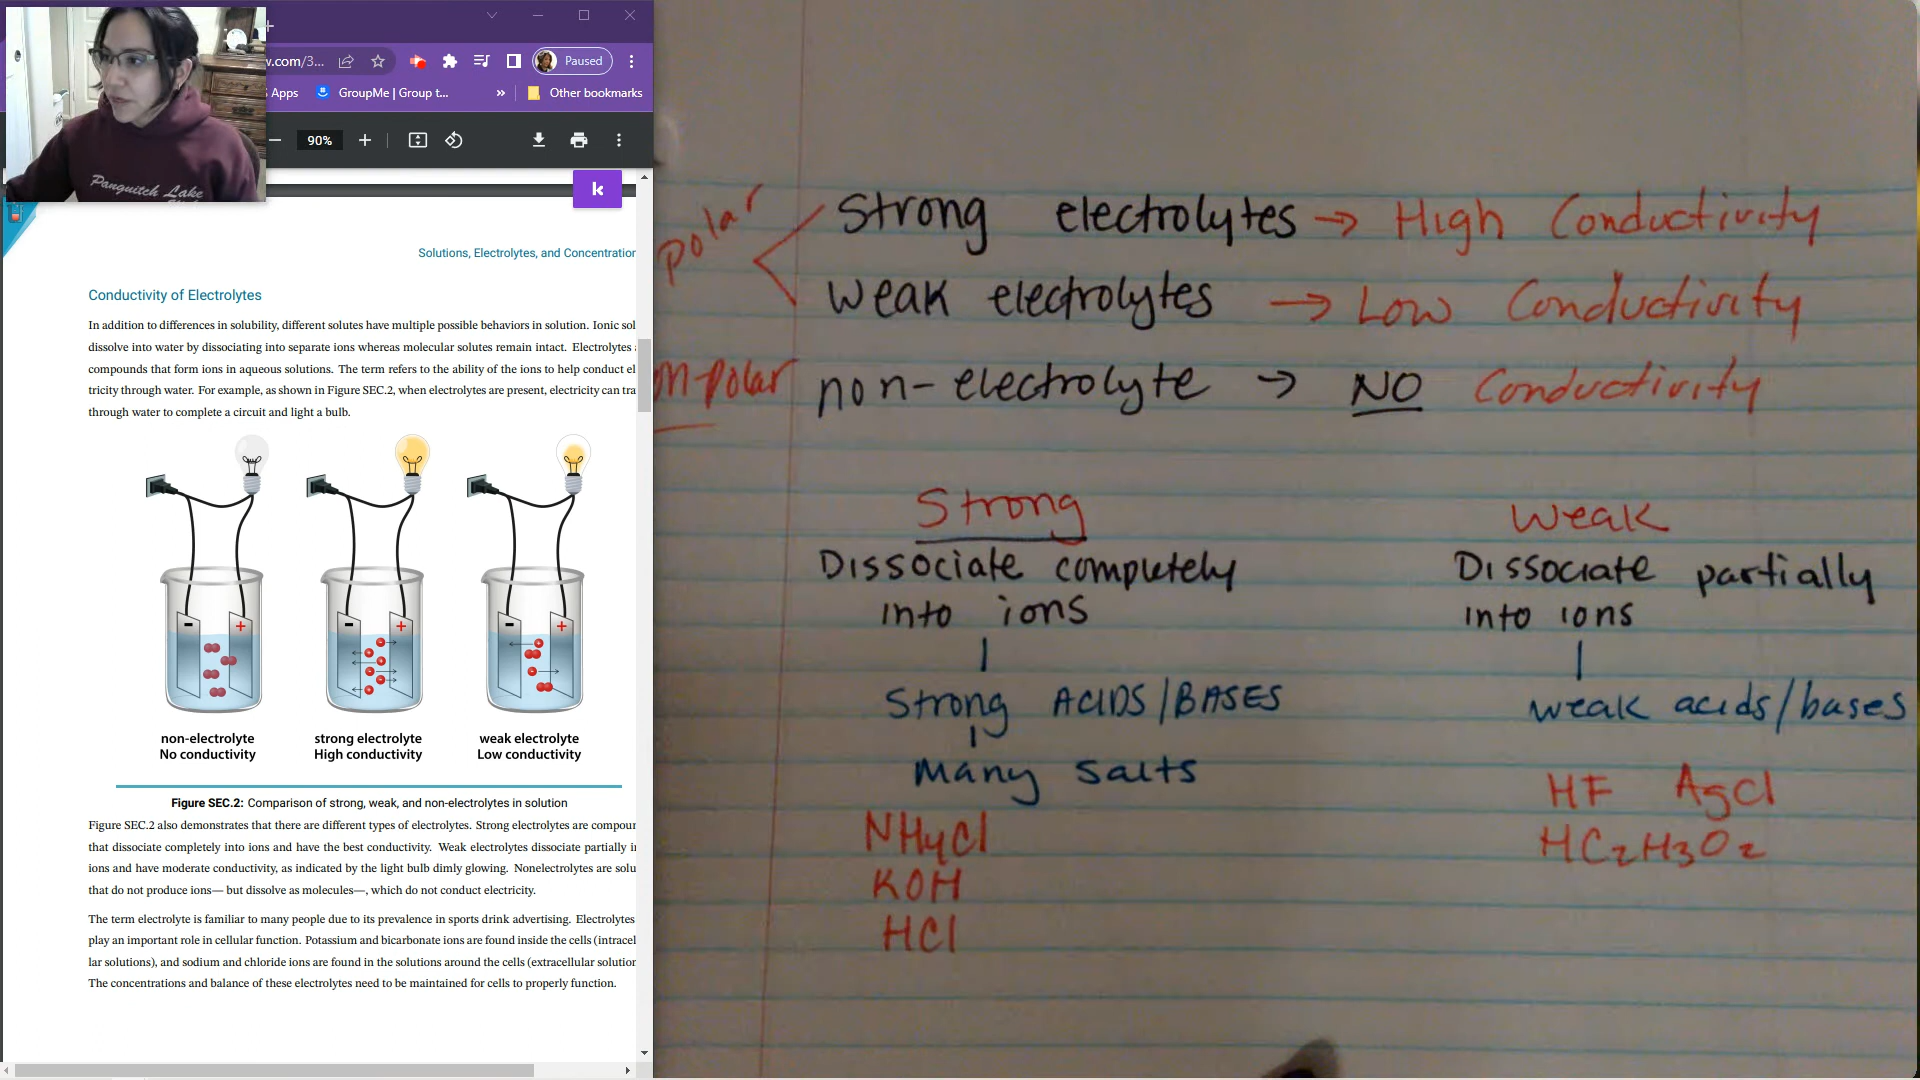 w.com/3...
Paused
Apps
GroupMe | Group t...
»
Other bookmarks
90%
Panguitch Lake
k
Solutions, Electrolytes, and Concentration
Conductivity of Electrolytes
In addition to differences in solubility, different solutes have multiple possible behaviors in solution. Ionic sol
dissolve into water by dissociating into separate ions whereas molecular solutes remain intact. Electrolytes
compounds that form ions in aqueous solutions. The term refers to the ability of the ions to help conduct el
tricity through water. For example, as shown in Figure SEC.2, when electrolytes are present, electricity can tra
through water to complete a circuit and light a bulb.
- + - + - +
non-electrolyte
No conductivity
strong electrolyte
High conductivity
weak electrolyte
Low conductivity
Figure SEC.2: Comparison of strong, weak, and non-electrolytes in solution
Figure SEC.2 also demonstrates that there are different types of electrolytes. Strong electrolytes are compoun
that dissociate completely into ions and have the best conductivity. Weak electrolytes dissociate partially in
ions and have moderate conductivity, as indicated by the light bulb dimly glowing. Nonelectrolytes are solu
that do not produce ions— but dissolve as molecules—, which do not conduct electricity.
The term electrolyte is familiar to many people due to its prevalence in sports drink advertising. Electrolytes
play an important role in cellular function. Potassium and bicarbonate ions are found inside the cells (intracel
lar solutions), and sodium and chloride ions are found in the solutions around the cells (extracellular solution
The concentrations and balance of these electrolytes need to be maintained for cells to properly function.
polar
Strong electrolytes → High Conductivity
weak electrolytes → Low Conductivity
n-polar non-electrolyte → NO Conductivity
Strong
Dissociate completely
into ions
Strong ACIDS/BASES
Many salts
NH4Cl
KOH
HCl
Weak
Dissociate partially
into ions
weak acids/bases
HF AgCl
HC2H3O2